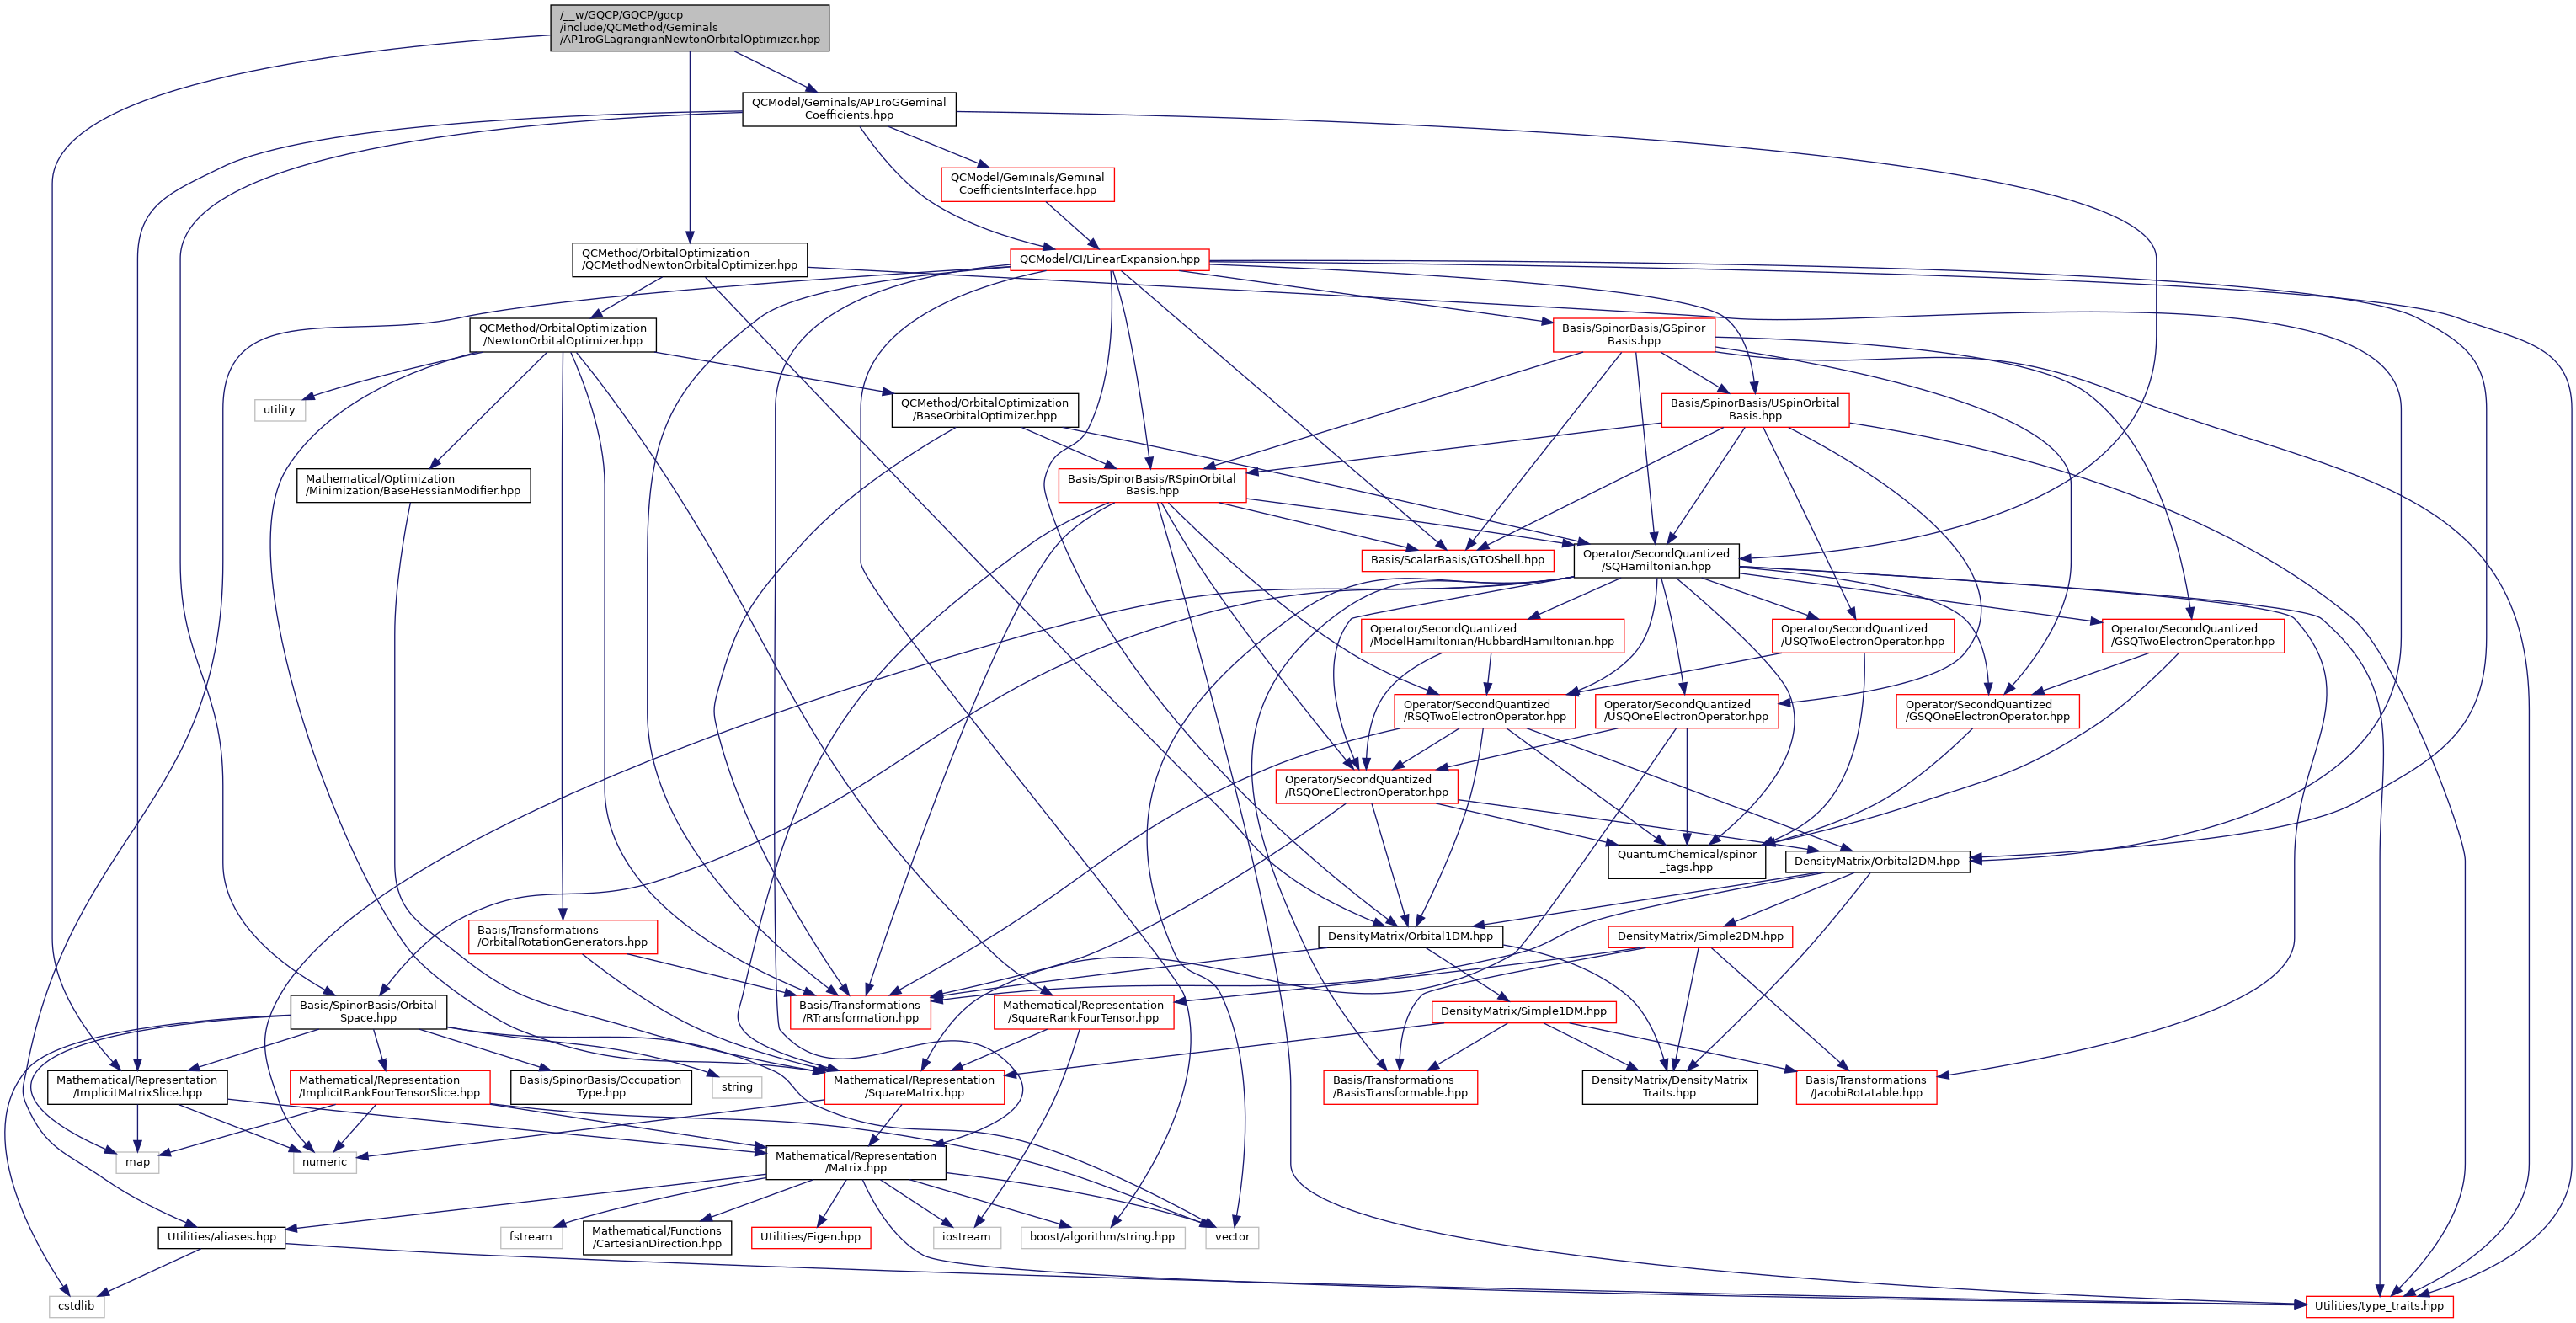 /__w/GQCP/GQCP/gqcp
/include/QCMethod/Geminals
/AP1roGLagrangianNewtonOrbitalOptimizer.hpp
QCModel/Geminals/AP1roGGeminal
Coefficients.hpp
QCModel/Geminals/Geminal
CoefficientsInterface.hpp
QCMethod/OrbitalOptimization
/QCMethodNewtonOrbitalOptimizer.hpp
QCModel/CI/LinearExpansion.hpp
QCMethod/OrbitalOptimization
/NewtonOrbitalOptimizer.hpp
Basis/SpinorBasis/GSpinor
Basis.hpp
utility
QCMethod/OrbitalOptimization
/BaseOrbitalOptimizer.hpp
Basis/SpinorBasis/USpinOrbital
Basis.hpp
Mathematical/Optimization
/Minimization/BaseHessianModifier.hpp
Basis/SpinorBasis/RSpinOrbital
Basis.hpp
Basis/ScalarBasis/GTOShell.hpp
Operator/SecondQuantized
/SQHamiltonian.hpp
Operator/SecondQuantized
/ModelHamiltonian/HubbardHamiltonian.hpp
Operator/SecondQuantized
/USQTwoElectronOperator.hpp
Operator/SecondQuantized
/GSQTwoElectronOperator.hpp
Operator/SecondQuantized
/RSQTwoElectronOperator.hpp
Operator/SecondQuantized
/USQOneElectronOperator.hpp
Operator/SecondQuantized
/GSQOneElectronOperator.hpp
Operator/SecondQuantized
/RSQOneElectronOperator.hpp
QuantumChemical/spinor
_tags.hpp
DensityMatrix/Orbital2DM.hpp
Basis/Transformations
/OrbitalRotationGenerators.hpp
DensityMatrix/Orbital1DM.hpp
DensityMatrix/Simple2DM.hpp
Basis/SpinorBasis/Orbital
Space.hpp
Basis/Transformations
/RTransformation.hpp
Mathematical/Representation
/SquareRankFourTensor.hpp
DensityMatrix/Simple1DM.hpp
Mathematical/Representation
/ImplicitMatrixSlice.hpp
Mathematical/Representation
/ImplicitRankFourTensorSlice.hpp
Basis/SpinorBasis/Occupation
Type.hpp
string
Mathematical/Representation
/SquareMatrix.hpp
Basis/Transformations
/BasisTransformable.hpp
DensityMatrix/DensityMatrix
Traits.hpp
Basis/Transformations
/JacobiRotatable.hpp
map
numeric
Mathematical/Representation
/Matrix.hpp
Utilities/aliases.hpp
fstream
Mathematical/Functions
/CartesianDirection.hpp
Utilities/Eigen.hpp
iostream
boost/algorithm/string.hpp
vector
cstdlib
Utilities/type_traits.hpp